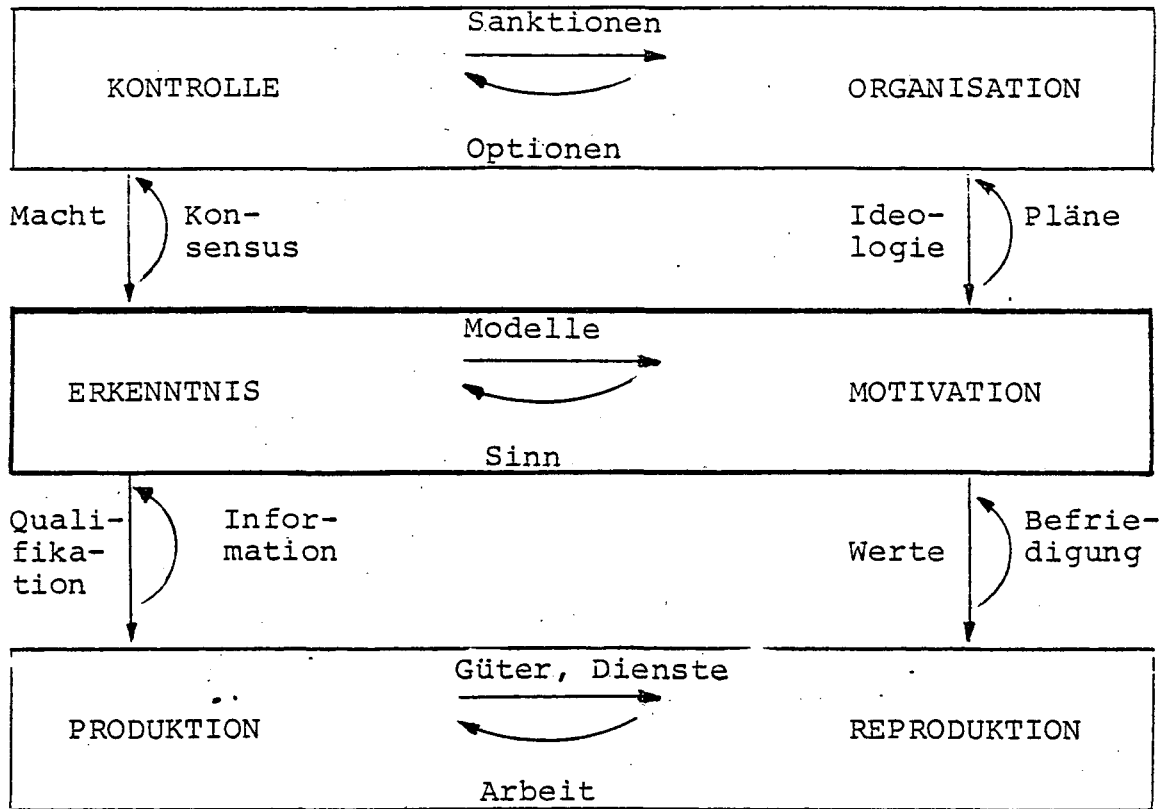 Sanktionen
KONTROLLE
ORGANISATION
Optionen
Macht
Kon-
sensus
Ideo-
logie
Pläne
Modelle
ERKENNTNIS
MOTIVATION
Sinn
Quali-
fika-
tion
Infor-
mation
Werte
Befrie-
digung
Güter, Dienste
PRODUKTION
REPRODUKTION
Arbeit